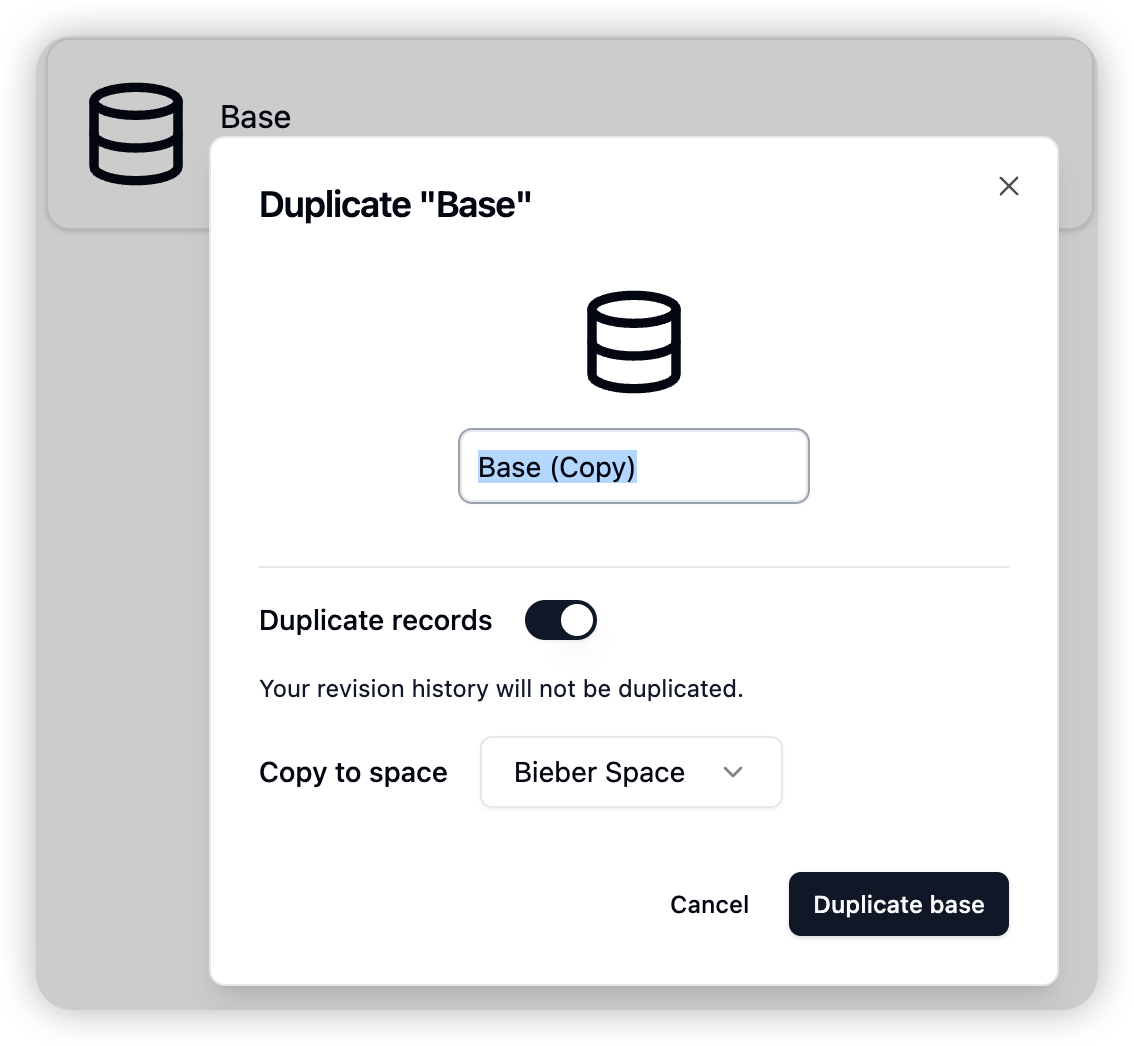 Base
Duplicate "Base"
Base (Copy)
Duplicate records
Your revision history will not be duplicated.
Copy to space
Bieber Space
Cancel
Duplicate base